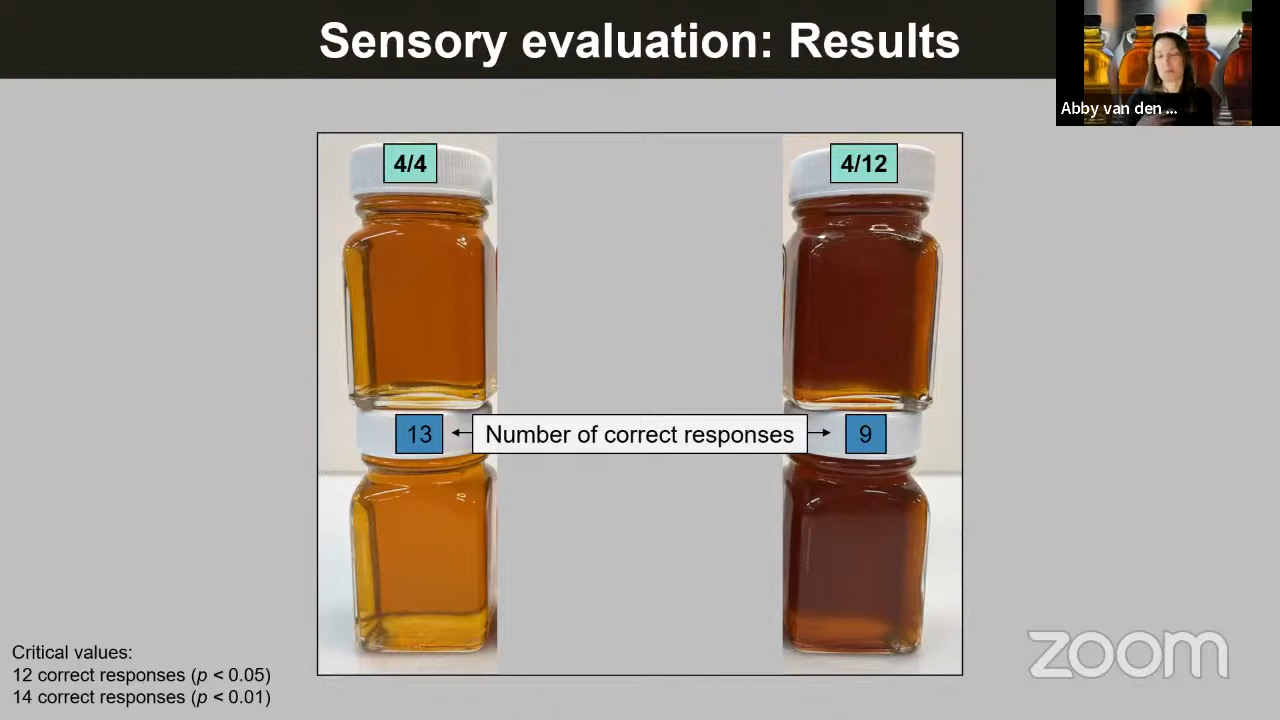 Sensory evaluation: Results
Abby van den ...
4/4
4/12
13
Number of correct responses
9
Critical values:
12 correct responses (p < 0.05)
14 correct responses (p < 0.01)
zoom